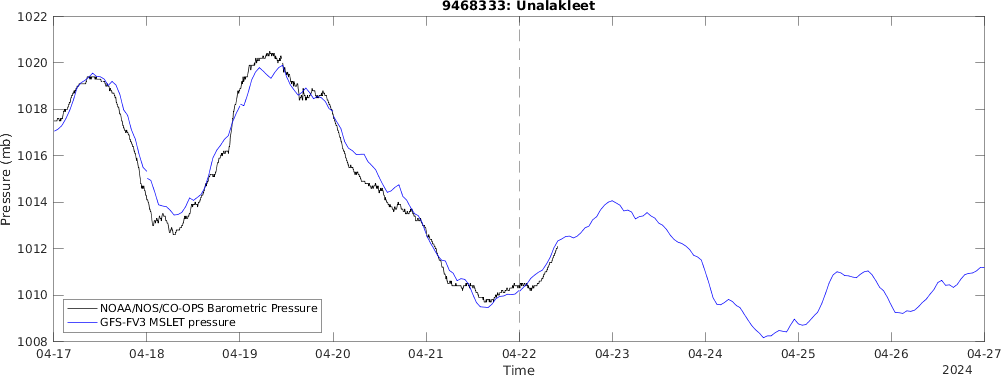 9468333: Unalakleet
Pressure (mb)
1022
1020
1018
1016
1014
1012
1010
1008
NOAA/NOS/CO-OPS Barometric Pressure
GFS-FV3 MSLET pressure
04-17 04-18 04-19 04-20 04-21 04-22 04-23 04-24 04-25 04-26 04-27
Time
2024